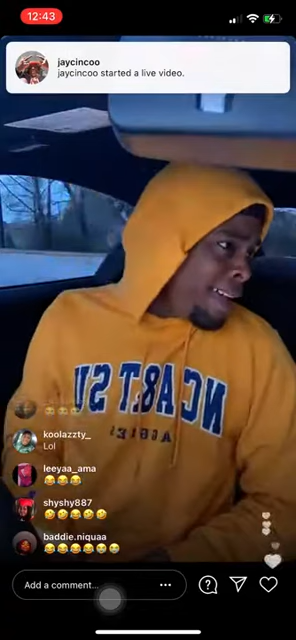 12:43
jaycincoo
jaycincoo started a live video.
NCA&T SU
AGGIES
koolazzty_
Lol
leeyaa_ama
😂😂😂
shyshy887
🤣🤣🤣🤣🤣
baddie.niquaa
😂😂😂😂😭😭
Add a comment...